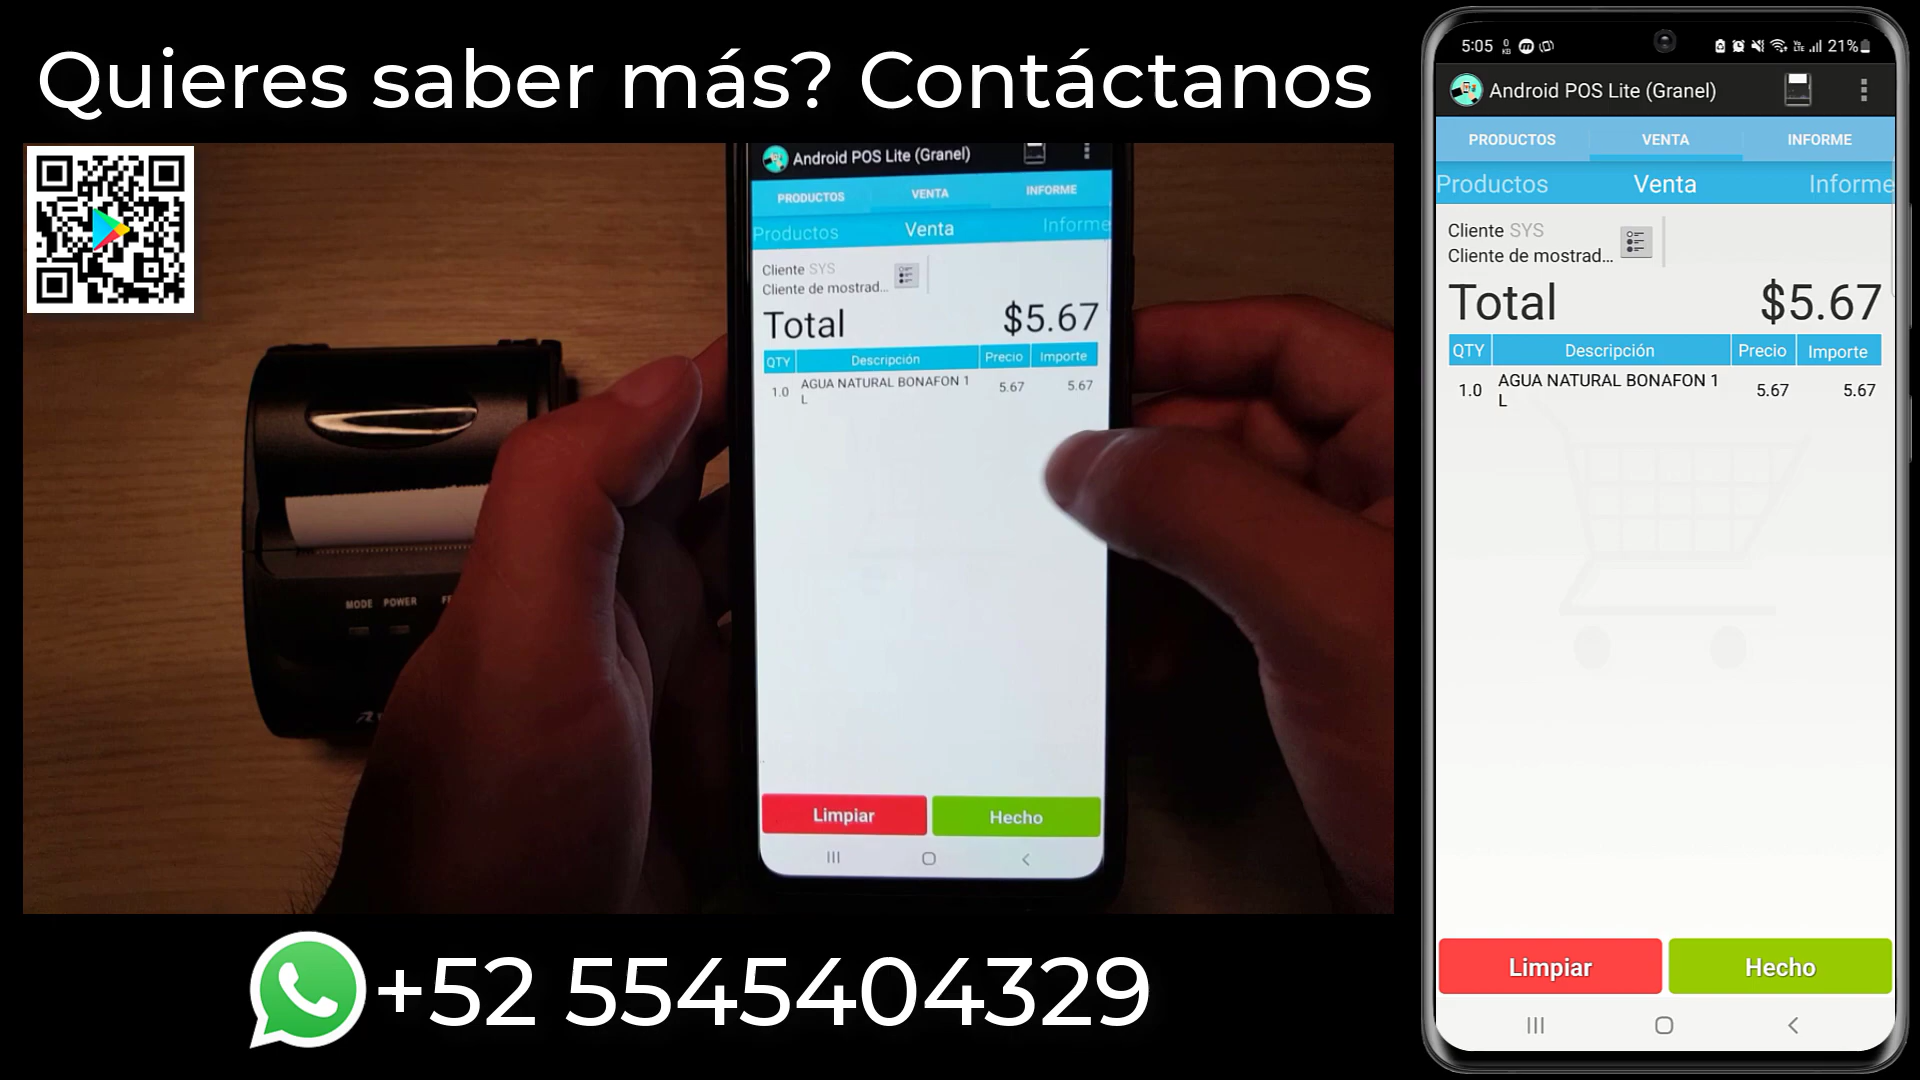 Quieres saber más? Contáctanos
Android POS Lite (Granel)
PRODUCTOS VENTA INFORME
Productos Venta Informe
Cliente SYS
Cliente de mostrad...
Total $5.67
QTY Descripción Precio Importe
1.0 AGUA NATURAL BONAFON 1 5.67 5.67
L
Limpiar Hecho
MODE POWER
+52 5545404329
5:05 0 KB 21%
Android POS Lite (Granel)
PRODUCTOS VENTA INFORME
Productos Venta Informe
Cliente SYS
Cliente de mostrad...
Total $5.67
QTY Descripción Precio Importe
1.0 AGUA NATURAL BONAFON 1 5.67 5.67
L
Limpiar Hecho